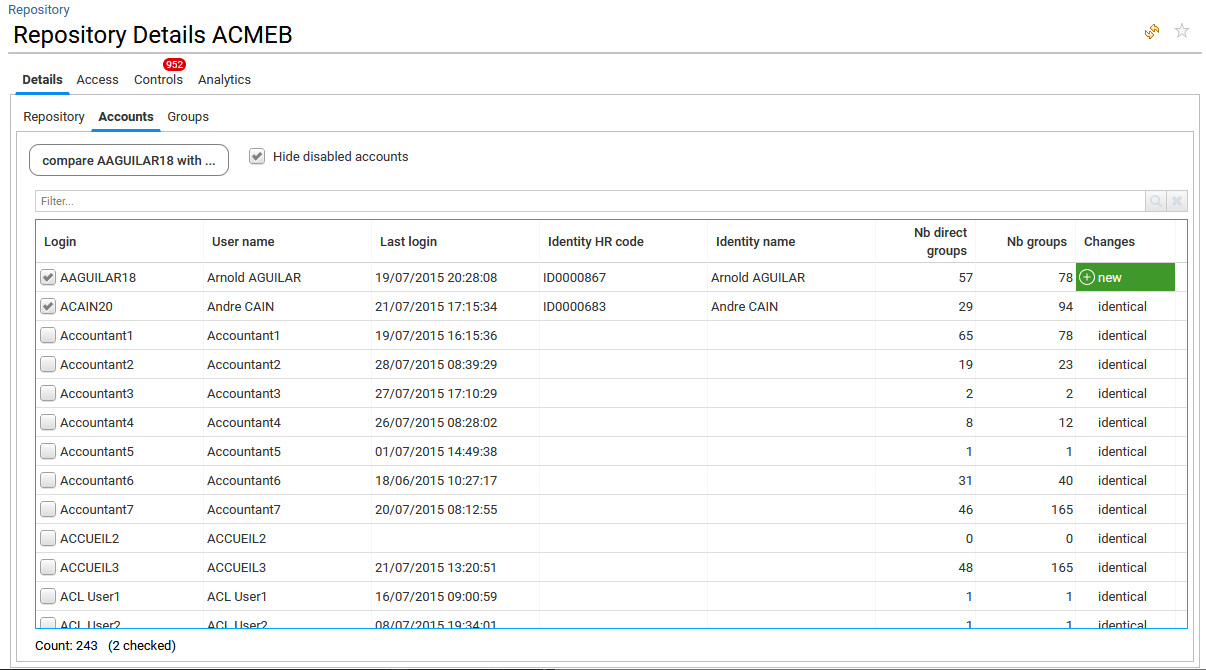 Repository
Repository Details ACMEB
952
Details Access Controls Analytics
Repository Accounts Groups
compare AAGUILAR18 with ... Hide disabled accounts
Filter...
Login User name Last login Identity HR code Identity name Nb direct groups Nb groups Changes
AAGUILAR18 Arnold AGUILAR 19/07/2015 20:28:08 ID0000867 Arnold AGUILAR 57 78 new
ACAIN20 Andre CAIN 21/07/2015 17:15:34 ID0000683 Andre CAIN 29 94 identical
Accountant1 Accountant1 19/07/2015 16:15:36 65 78 identical
Accountant2 Accountant2 28/07/2015 08:39:29 19 23 identical
Accountant3 Accountant3 27/07/2015 17:10:29 2 2 identical
Accountant4 Accountant4 26/07/2015 08:28:02 8 12 identical
Accountant5 Accountant5 01/07/2015 14:49:38 1 1 identical
Accountant6 Accountant6 18/06/2015 10:27:17 31 40 identical
Accountant7 Accountant7 20/07/2015 08:12:55 46 165 identical
ACCUEIL2 ACCUEIL2 0 0 identical
ACCUEIL3 ACCUEIL3 21/07/2015 13:20:51 48 165 identical
ACL User1 ACL User1 16/07/2015 09:00:59 1 1 identical
ACL User2 ACL User2 08/07/2015 19:34:01 1 1 identical
Count: 243 (2 checked)